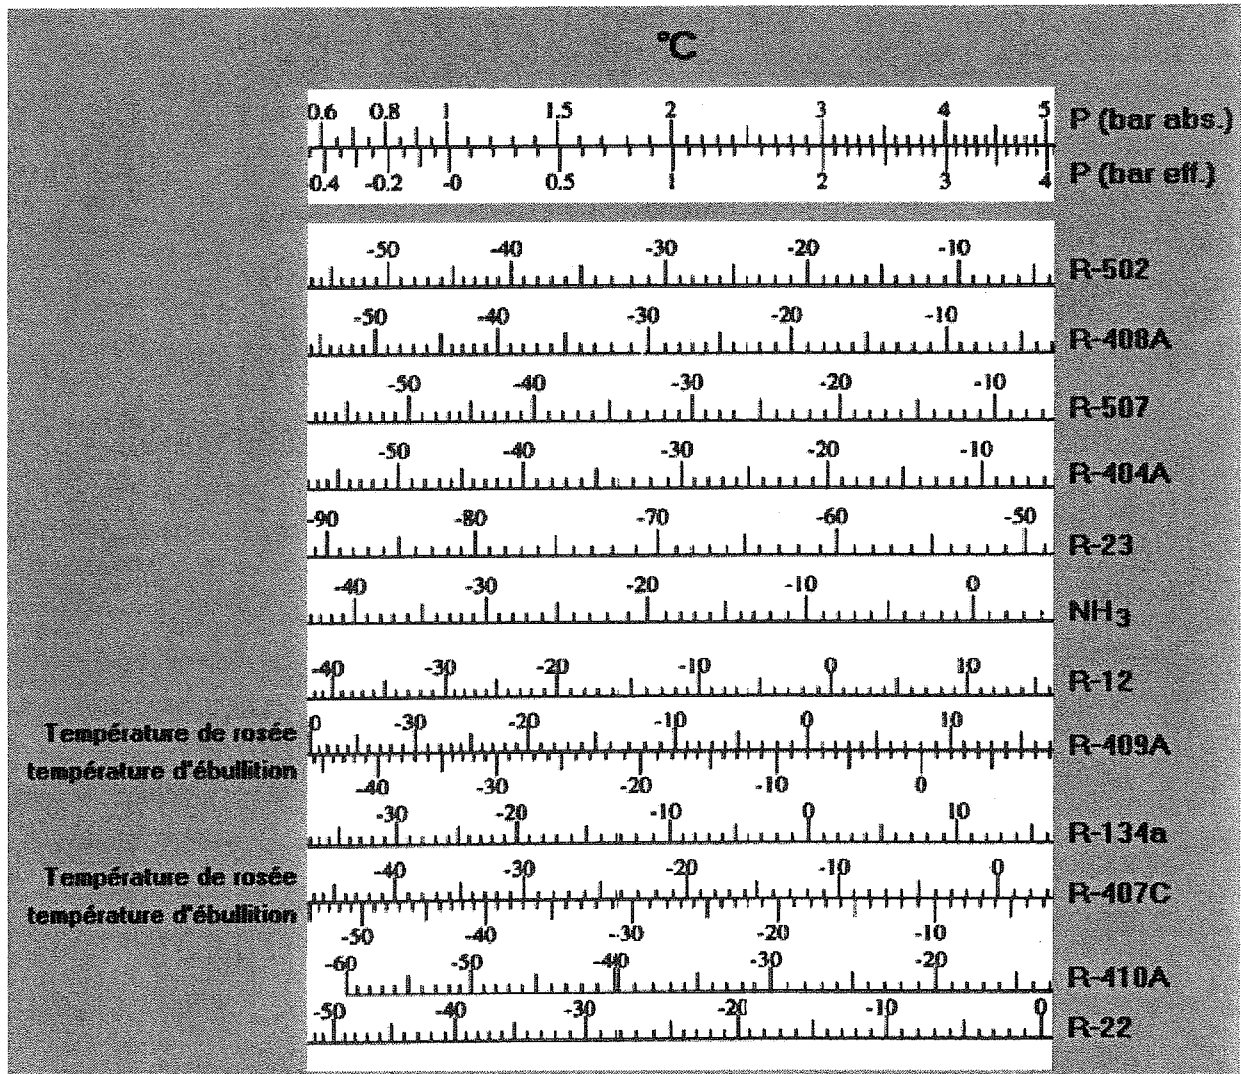 °C
0.6 0.8 1 1.5 2 3 4 5 P (bar abs.)
-0.4 -0.2 -0 0.5 1 2 3 4 P (bar eff.)
-50 -40 -30 -20 -10 R-502
-50 -40 -30 -20 -10 R-408A
-50 -40 -30 -20 -10 R-507
-50 -40 -30 -20 -10 R-404A
-90 -80 -70 -60 -50 R-23
-40 -30 -20 -10 0 NH3
-40 -30 -20 -10 0 10 R-12
Température de rosée 0 -30 -20 -10 0 10 R-409A
température d'ébullition -40 -30 -20 -10 0
-30 -20 -10 0 10 R-134a
Température de rosée -40 -30 -20 -10 0 R-407C
température d'ébullition -50 -40 -30 -20 -10
-60 -50 -40 -30 -20 R-410A
-50 -40 -30 -20 -10 0 R-22